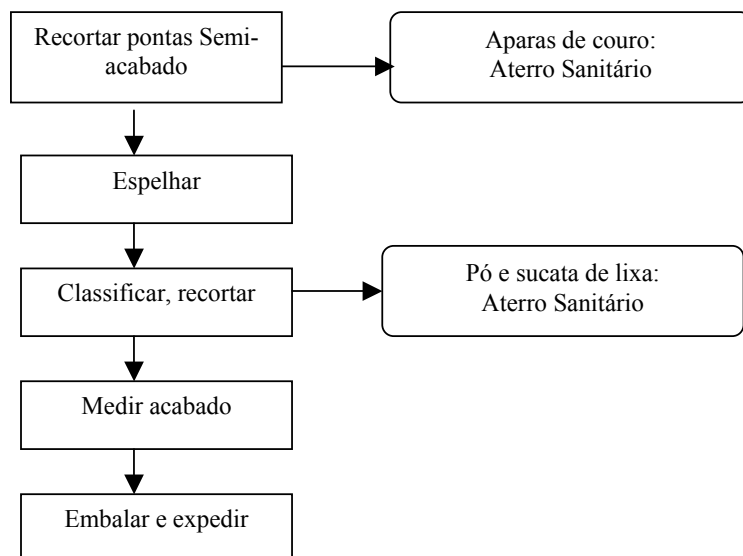 Recortar pontas Semi-
acabado
Aparas de couro:
Aterro Sanitário
Espelhar
Classificar, recortar
Pó e sucata de lixa:
Aterro Sanitário
Medir acabado
Embalar e expedir